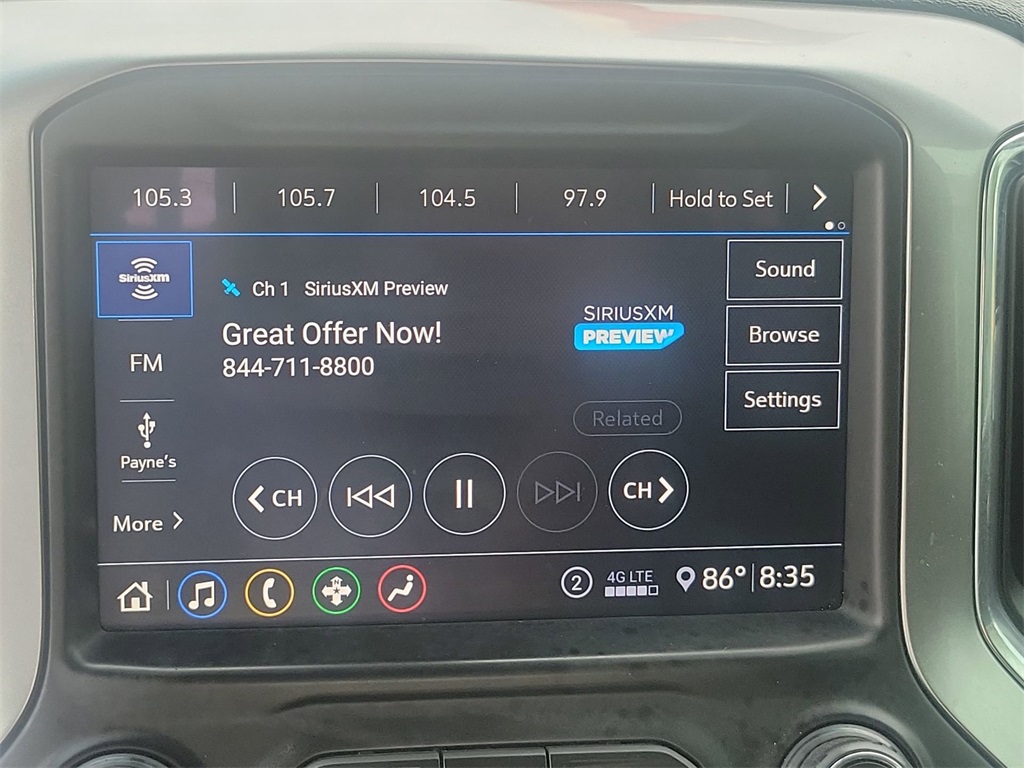 105.3 105.7 104.5 97.9 Hold to Set
SiriusXm
Ch 1 SiriusXM Preview
Great Offer Now!
844-711-8800
SIRIUSXM
PREVIEW
Related
Sound
Browse
Settings
FM
Payne's
More
CH
CH
N
2 4G LTE 86° 8:35